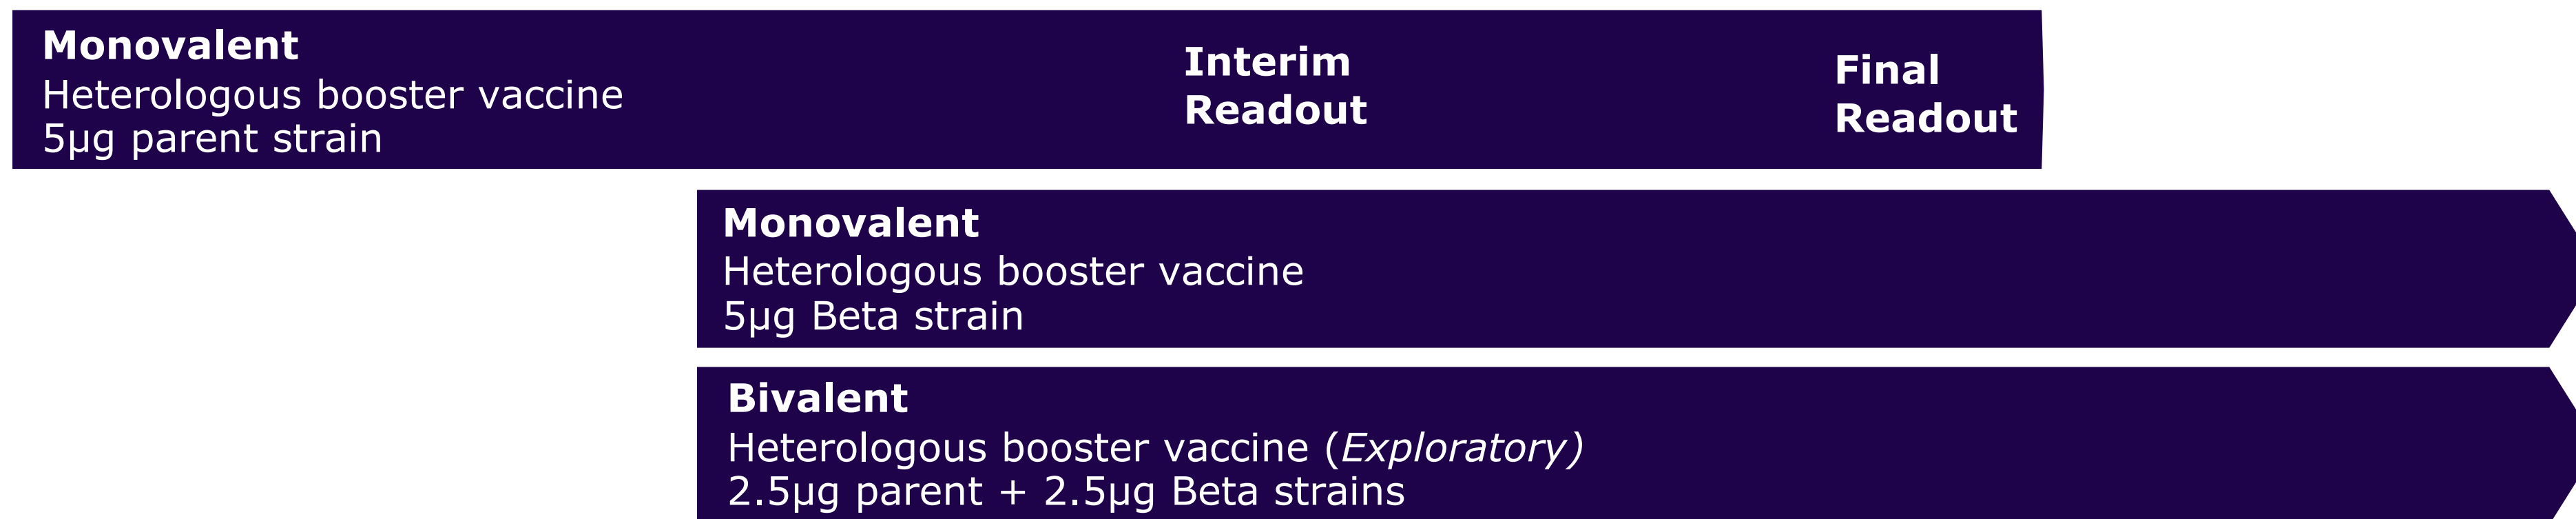 Monovalent
Heterologous booster vaccine
5µg parent strain
Interim
Readout
Final
Readout
Monovalent
Heterologous booster vaccine
5µg Beta strain
Bivalent
Heterologous booster vaccine (Exploratory)
2.5µg parent + 2.5µg Beta strains